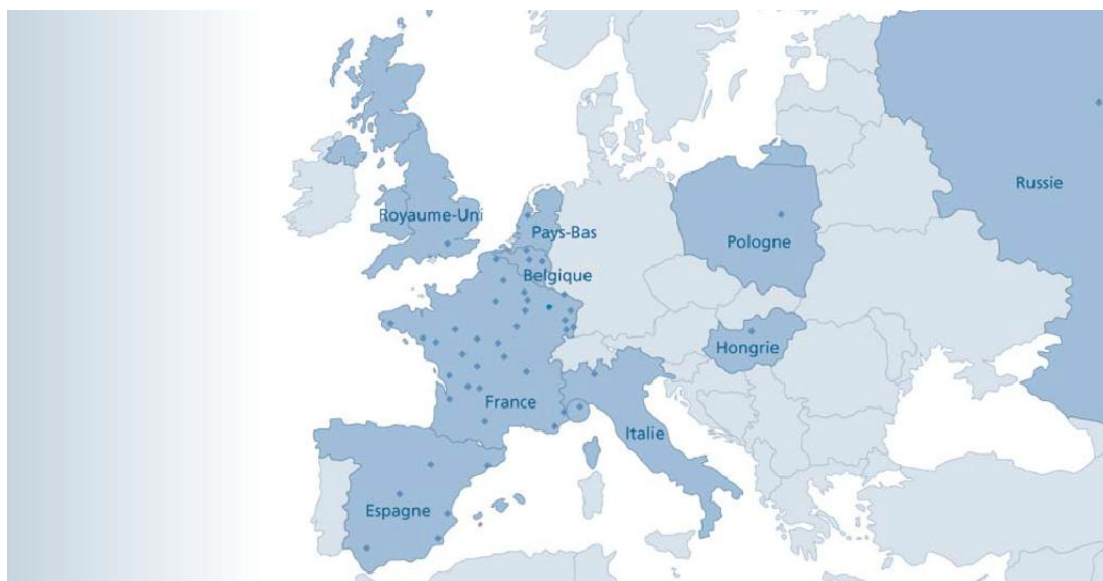 Russie
Royaume-Uni
Pays-Bas
Pologne
Belgique
Hongrie
France
Italie
Espagne